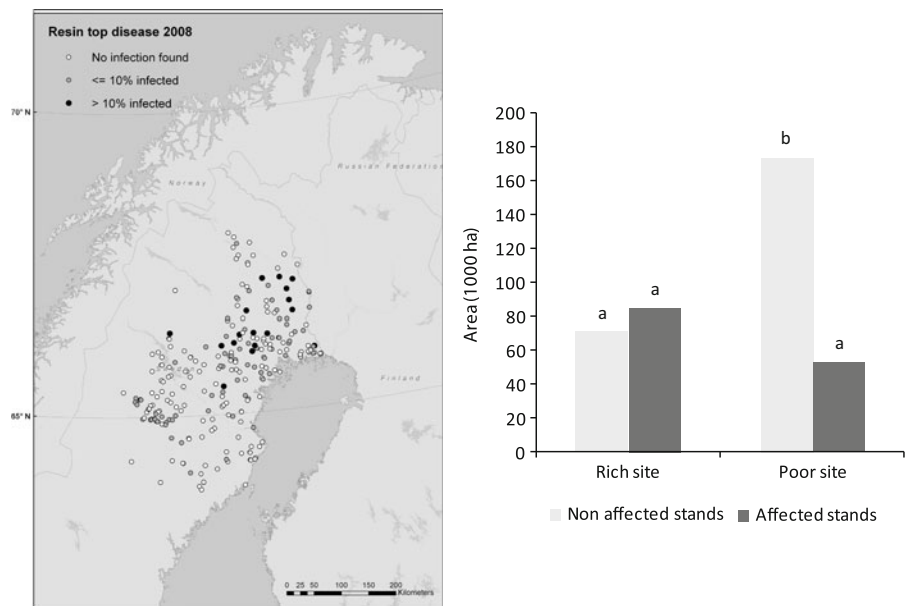 Resin top disease 2008
No infection found
<= 10% infected
> 10% infected
70° N
Norway
Russian Federation
Finland
65° N
0 25 50 100 150 200
Kilometers
200
180
160
140
120
100
80
60
40
20
0
Area (1000 ha)
a
a
b
a
Rich site
Poor site
Non affected stands
Affected stands